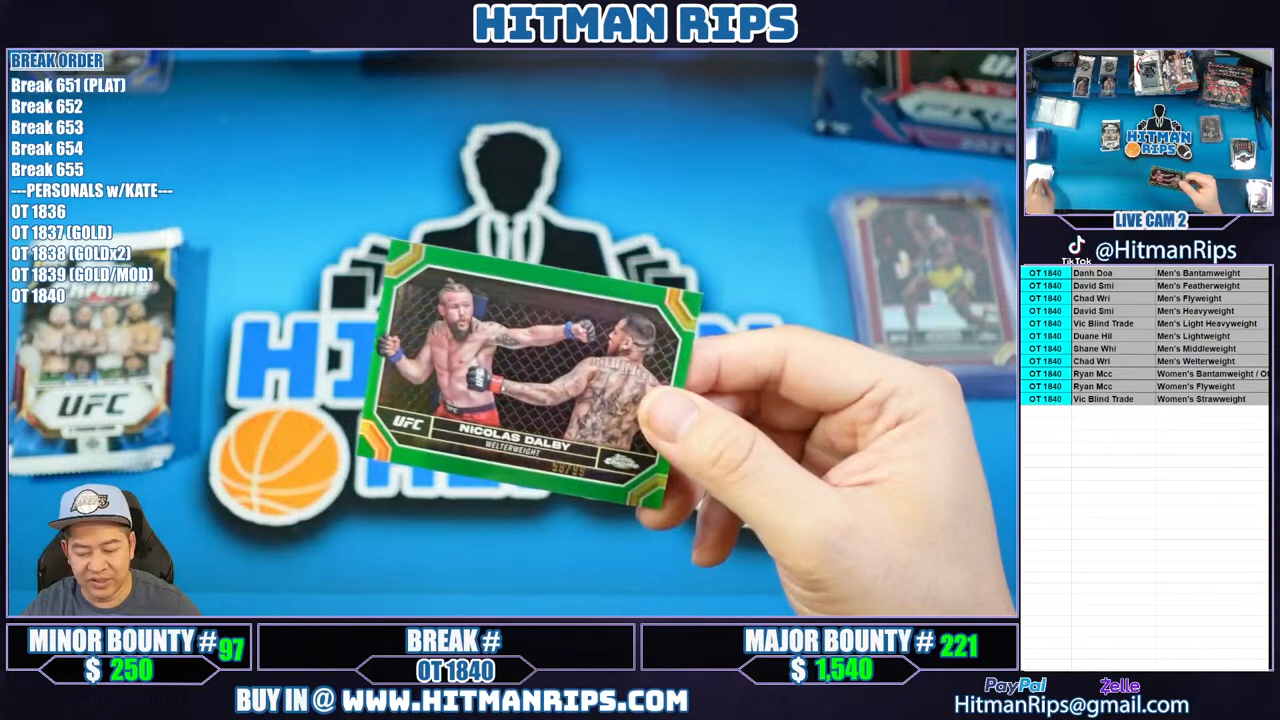 HITMAN RIPS
BREAK ORDER
Break 651 (PLAT)
Break 652
Break 653
Break 654
Break 655
---PERSONALS w/KATE---
OT 1836
OT 1837 (GOLD)
OT 1838 (GOLDx2)
OT 1839 (GOLD/MOD)
OT 1840
UFC
UFC
NICOLAS DALBY
WELTERWEIGHT
HITMAN
RIPS
LIVE CAM 2
TikTok @HitmanRips
OT 1840 Danh Doa Men's Bantamweight
OT 1840 David Smi Men's Featherweight
OT 1840 Chad Wri Men's Flyweight
OT 1840 David Smi Men's Heavyweight
OT 1840 Vic Blind Trade Men's Light Heavyweight
OT 1840 Duane Hil Men's Lightweight
OT 1840 Shane Whi Men's Middleweight
OT 1840 Chad Wri Men's Welterweight
OT 1840 Ryan Mcc Women's Bantamweight / Ot
OT 1840 Ryan Mcc Women's Flyweight
OT 1840 Vic Blind Trade Women's Strawweight
MINOR BOUNTY # 97
$ 250
BREAK #
OT 1840
MAJOR BOUNTY # 221
$ 1,540
BUY IN @ WWW.HITMANRIPS.COM
PayPal Zelle
HitmanRips@gmail.com